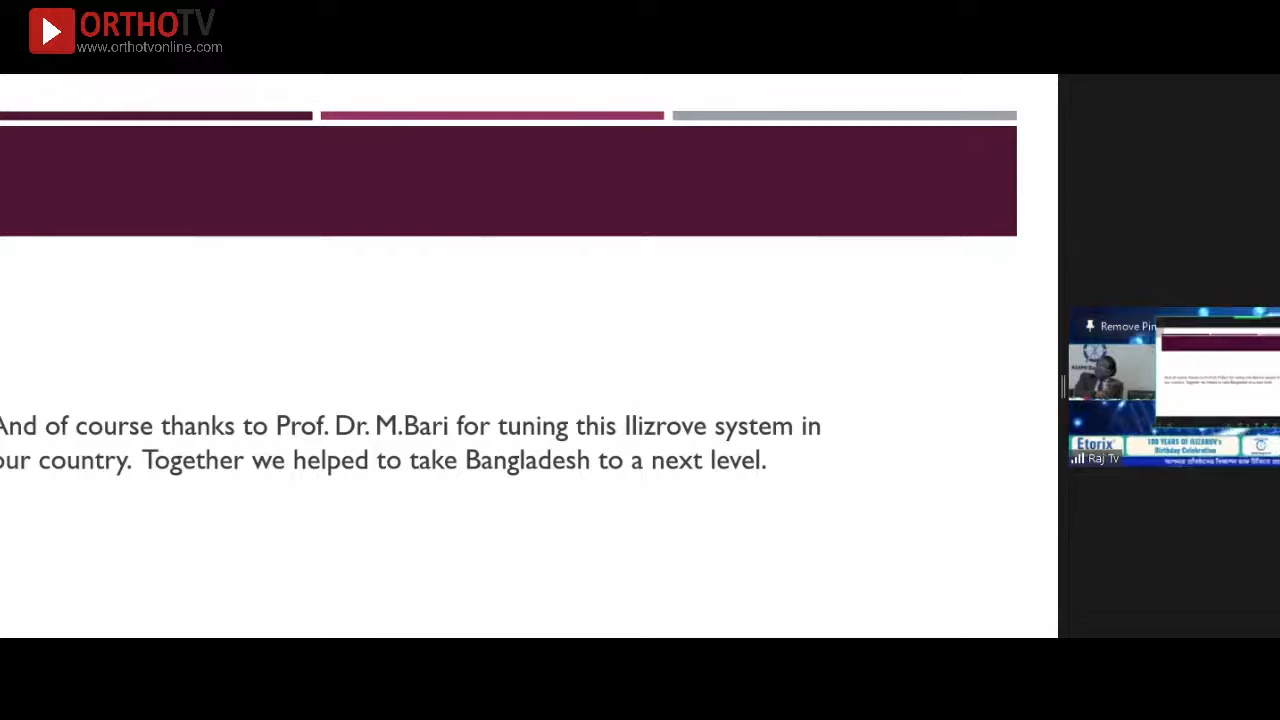 ORTHOTV
www.orthotvonline.com
And of course thanks to Prof. Dr. M.Bari for tuning this Ilizrove system in
our country. Together we helped to take Bangladesh to a next level.
Remove Pin
Etorix
100 YEARS OF ILIZAROV's
Birthday Celebration
Raj Tv